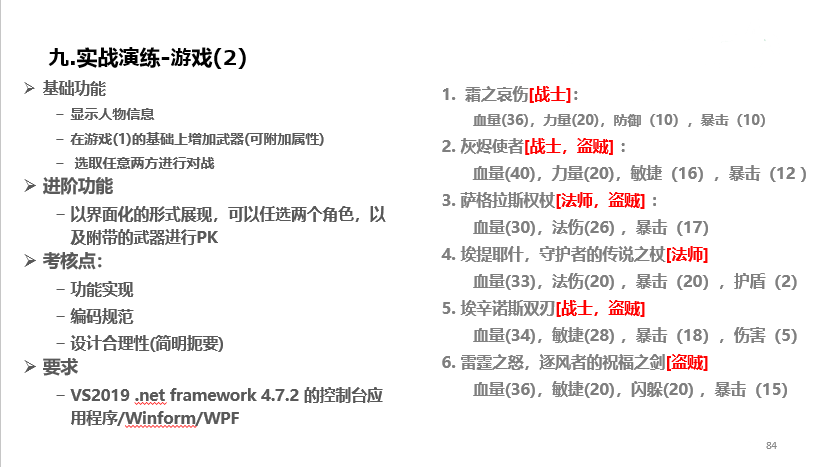 九.实战演练-游戏(2)
➢ 基础功能
– 显示人物信息
– 在游戏(1)的基础上增加武器(可附加属性)
– 选取任意两方进行对战
➢ 进阶功能
– 以界面化的形式展现，可以任选两个角色，以
及附带的武器进行PK
➢ 考核点：
– 功能实现
– 编码规范
– 设计合理性(简明扼要)
➢ 要求
– VS2019 .net framework 4.7.2 的控制台应
用程序/Winform/WPF
1. 霜之哀伤[战士]：
血量(36)，力量(20)，防御（10），暴击（10）
2. 灰烬使者[战士，盗贼]：
血量(40)，力量(20)，敏捷（16），暴击（12 ）
3. 萨格拉斯权杖[法师，盗贼]：
血量(30)，法伤(26) ，暴击（17）
4. 埃提耶什，守护者的传说之杖[法师]
血量(33)，法伤(20) ，暴击（20），护盾（2）
5. 埃辛诺斯双刃[战士，盗贼]
血量(34)，敏捷(28) ，暴击（18），伤害（5）
6. 雷霆之怒，逐风者的祝福之剑[盗贼]
血量(36)，敏捷(20)，闪躲(20) ，暴击（15）
84